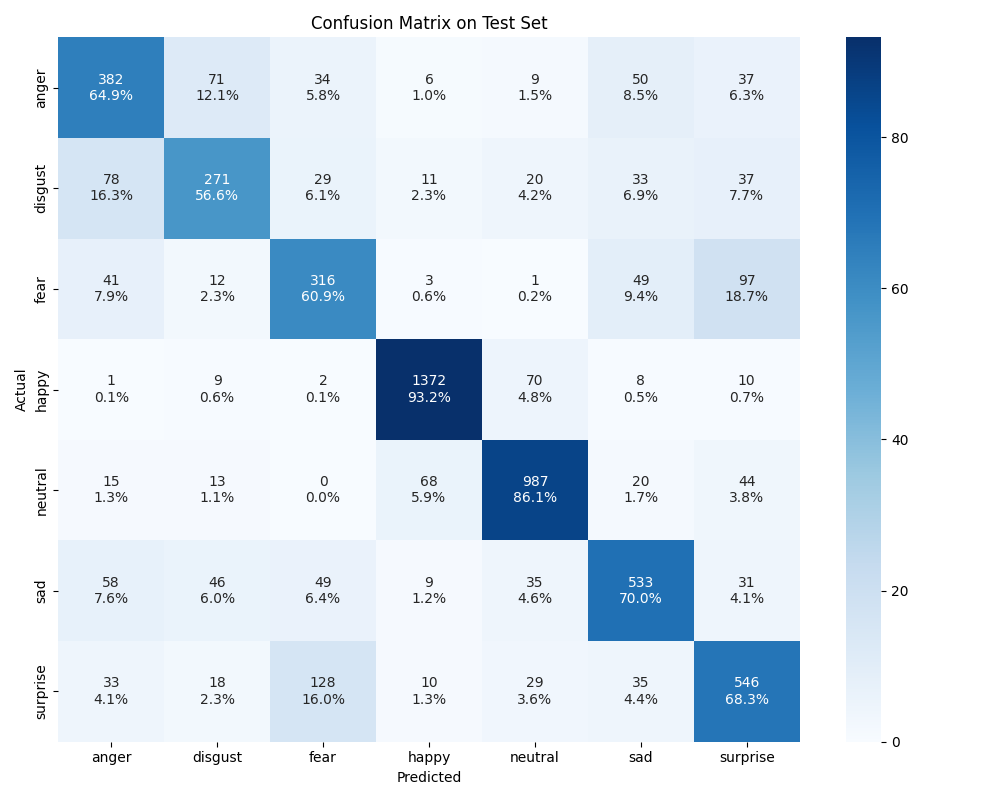 Confusion Matrix on Test Set
Actual
anger
382 71 34 6 9 50 37
64.9% 12.1% 5.8% 1.0% 1.5% 8.5% 6.3%
disgust
78 271 29 11 20 33 37
16.3% 56.6% 6.1% 2.3% 4.2% 6.9% 7.7%
fear
41 12 316 3 1 49 97
7.9% 2.3% 60.9% 0.6% 0.2% 9.4% 18.7%
happy
1 9 2 1372 70 8 10
0.1% 0.6% 0.1% 93.2% 4.8% 0.5% 0.7%
neutral
15 13 0 68 987 20 44
1.3% 1.1% 0.0% 5.9% 86.1% 1.7% 3.8%
sad
58 46 49 9 35 533 31
7.6% 6.0% 6.4% 1.2% 4.6% 70.0% 4.1%
surprise
33 18 128 10 29 35 546
4.1% 2.3% 16.0% 1.3% 3.6% 4.4% 68.3%
anger disgust fear happy neutral sad surprise
Predicted
80
60
40
20
0